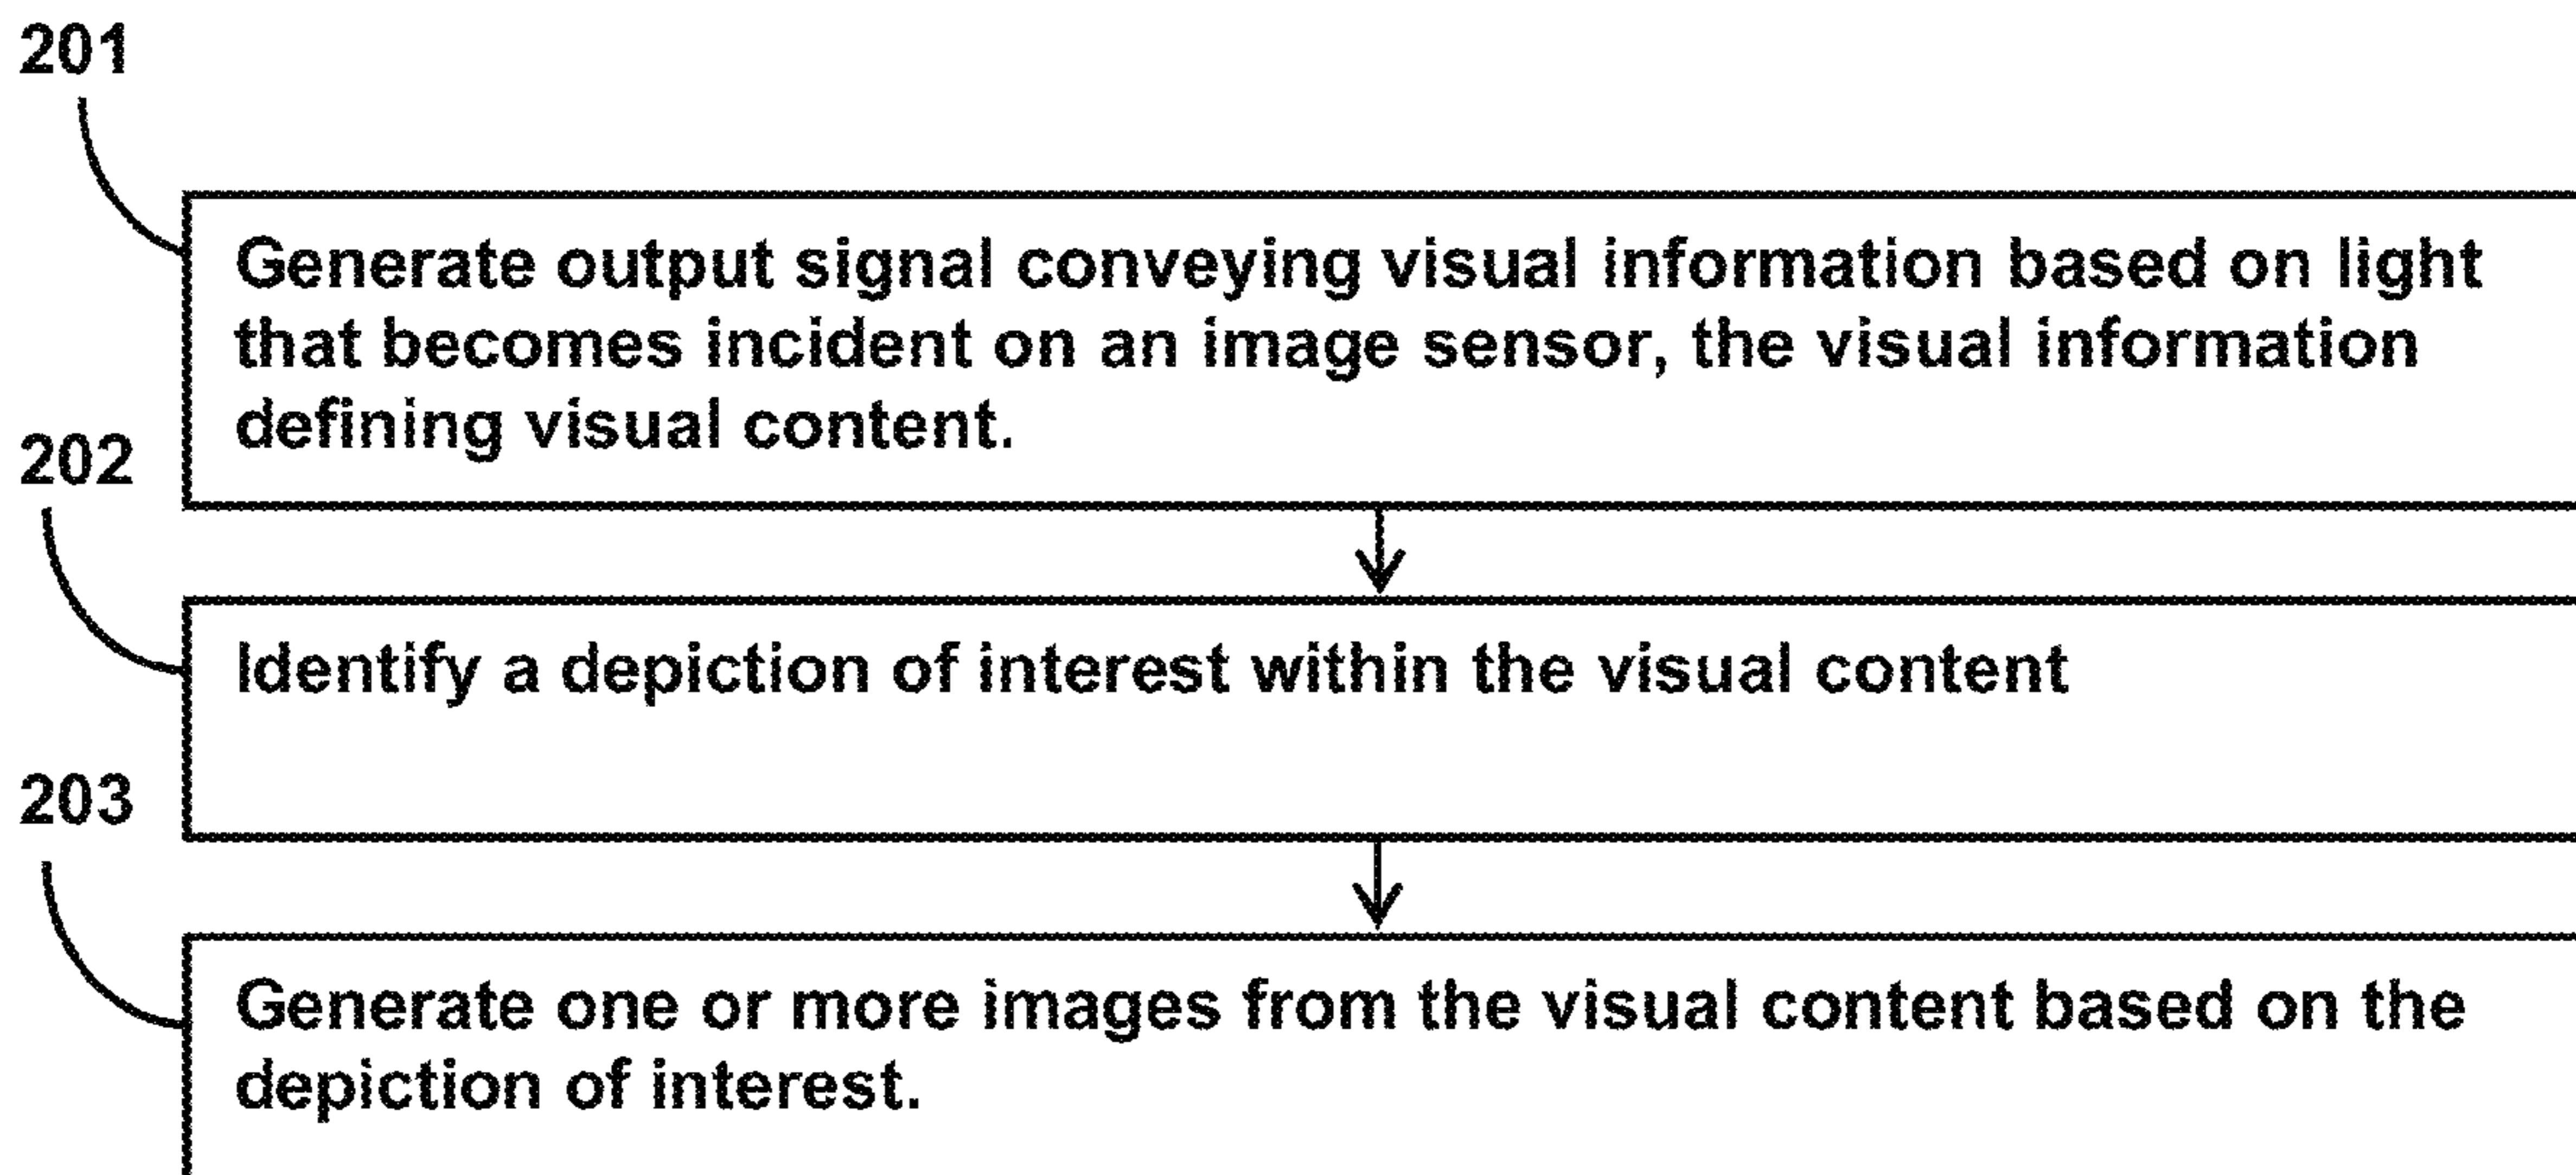 201
Generate output signal conveying visual information based on light
that becomes incident on an image sensor, the visual information
defining visual content.
202
Identify a depiction of interest within the visual content
203
Generate one or more images from the visual content based on the
depiction of interest.